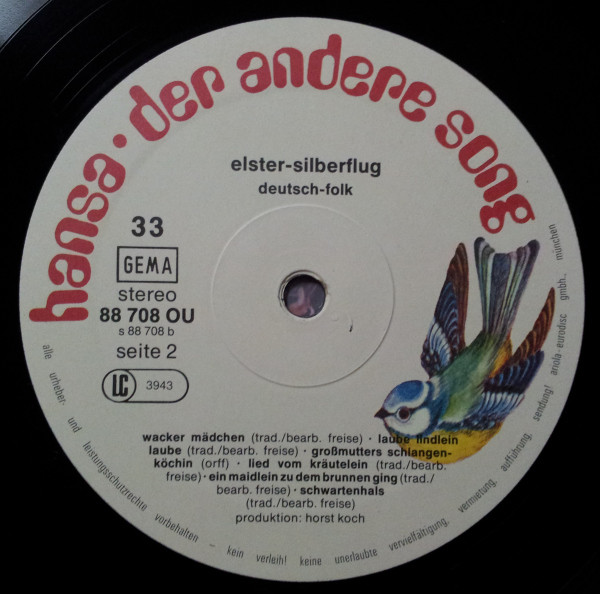 hansa · der andere song
elster-silberflug
deutsch-folk
33
GEMA
stereo
88 708 OU
s 88 708 b
seite 2
LC 3943
wacker mädchen (trad./bearb. freise) · laube lindlein
laube (trad./bearb. freise) · großmutters schlangen-
köchin (orff) · lied vom kräutelein (trad./bearb.
freise) · ein maidlein zu dem brunnen ging (trad./
bearb. freise) · schwartenhals
(trad./bearb. freise)
produktion: horst koch
alle urheber- und leistungsschutzrechte vorbehalten – kein verleih! keine unerlaubte vervielfältigung, vermietung, aufführung, sendung! ariola-eurodisc gmbh., münchen